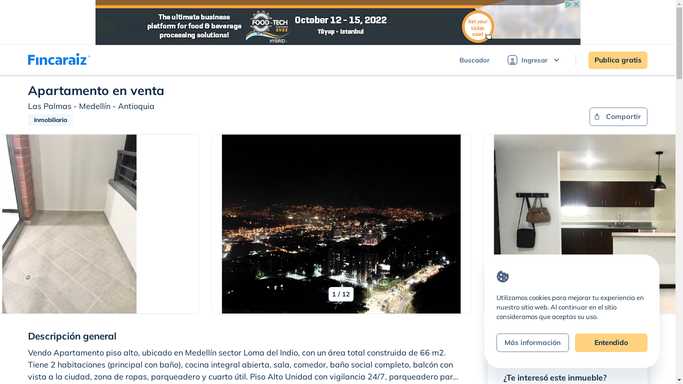 The ultimate business
platform for food & beverage
processing solutions!
FOOD-TECH
HYBRID
October 12 - 15, 2022
Tüyap - Istanbul
Get your
ticket
now!
Fincaraiz
Buscador
Ingresar
Publica gratis
Apartamento en venta
Las Palmas - Medellín - Antioquia
Inmobiliaria
Compartir
1 / 12
Utilizamos cookies para mejorar tu experiencia en
nuestro sitio web. Al continuar en el sitio
consideramos que aceptas su uso.
Más información
Entendido
Descripción general
Vendo Apartamento piso alto, ubicado en Medellín sector Loma del Indio, con un área total construida de 66 m2.
Tiene 2 habitaciones (principal con baño), cocina integral abierta, sala, comedor, baño social completo, balcón con
vista a la ciudad, zona de ropas, parqueadero y cuarto útil. Piso Alto Unidad con vigilancia 24/7, parqueadero par...
¿Te interesó este inmueble?